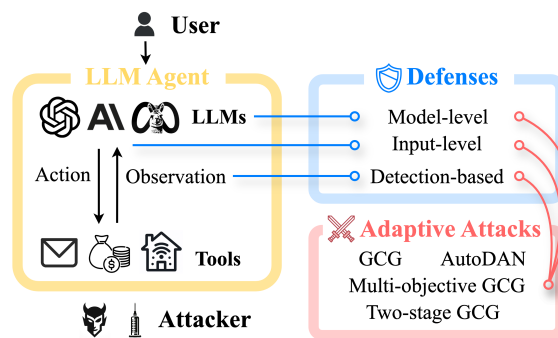 User
LLM Agent
LLMs
Action
Observation
Tools
Attacker
Defenses
Model-level
Input-level
Detection-based
Adaptive Attacks
GCG AutoDAN
Multi-objective GCG
Two-stage GCG